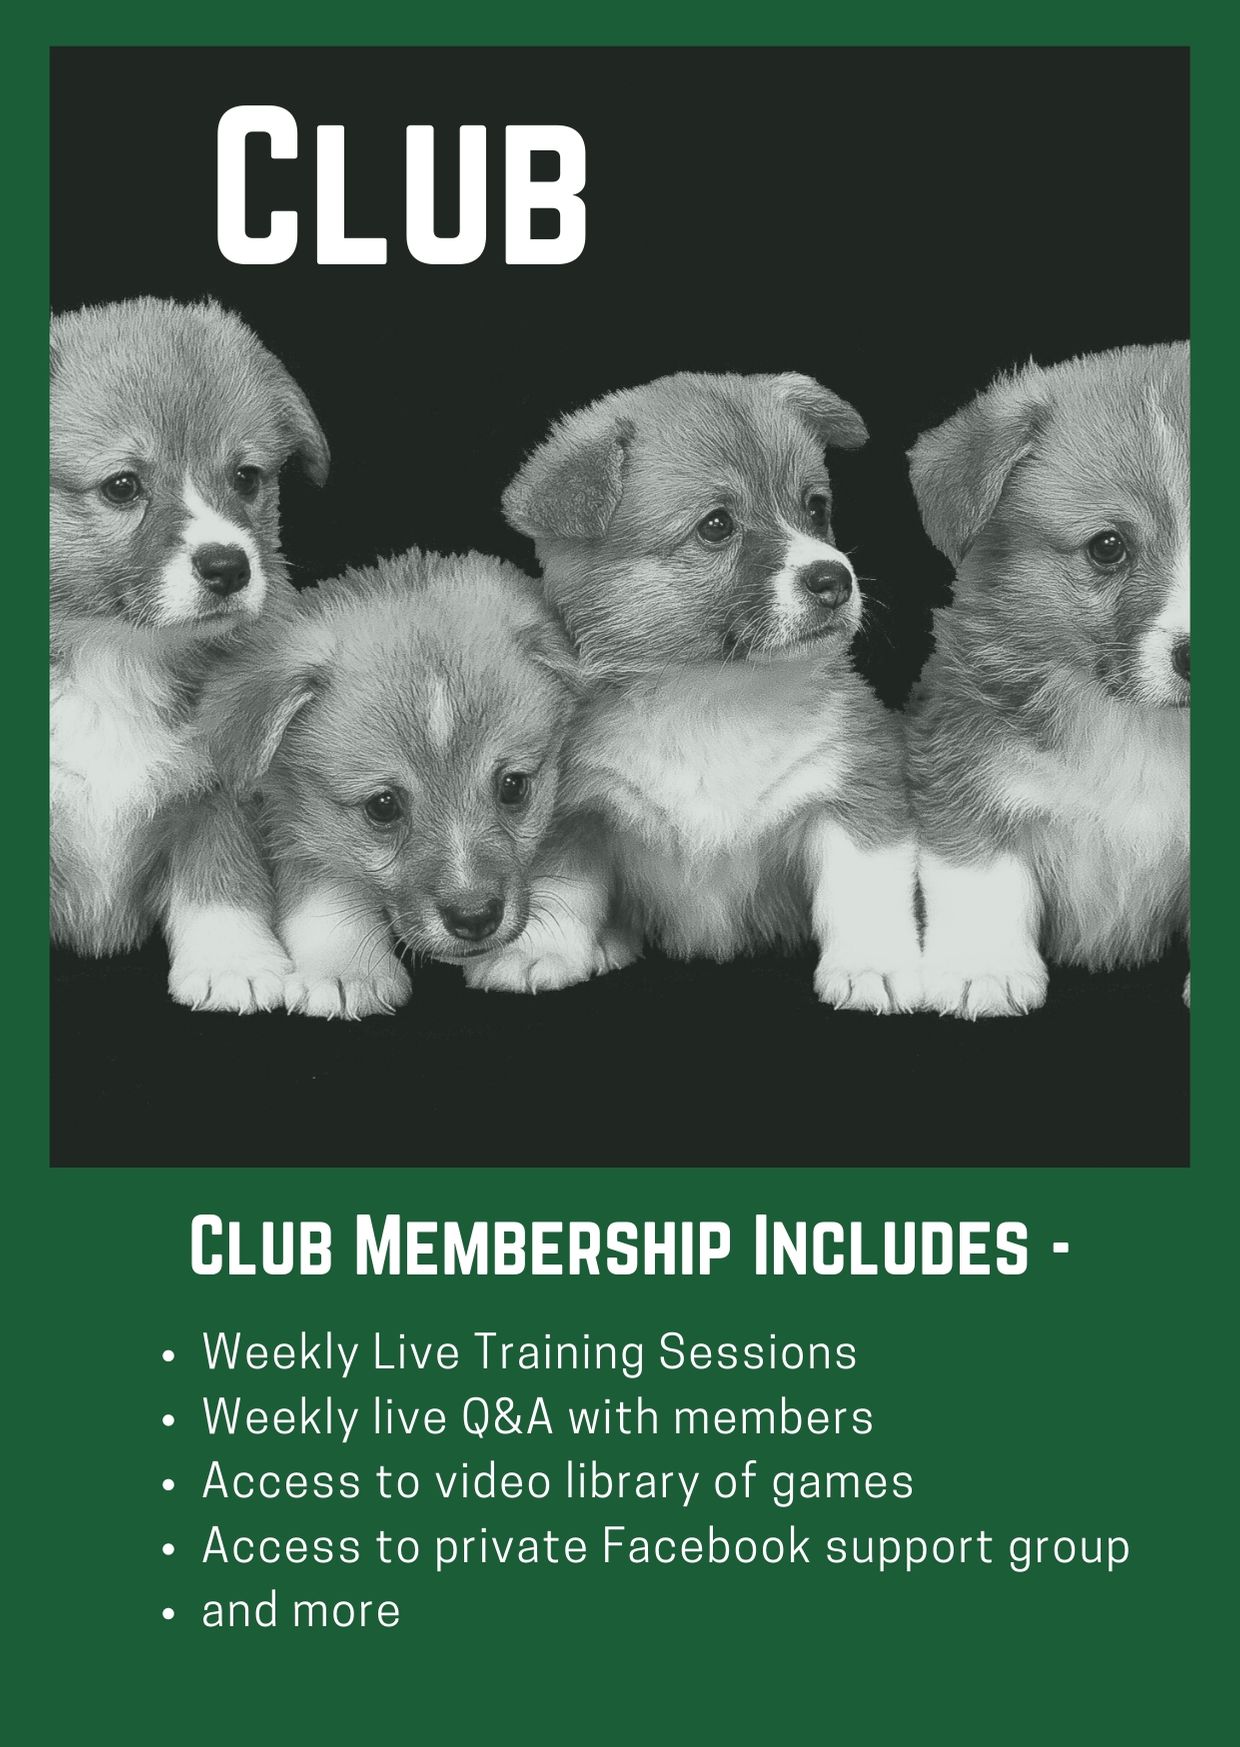 Club
Club Membership Includes -
• Weekly Live Training Sessions
• Weekly live Q&A with members
• Access to video library of games
• Access to private Facebook support group
• and more